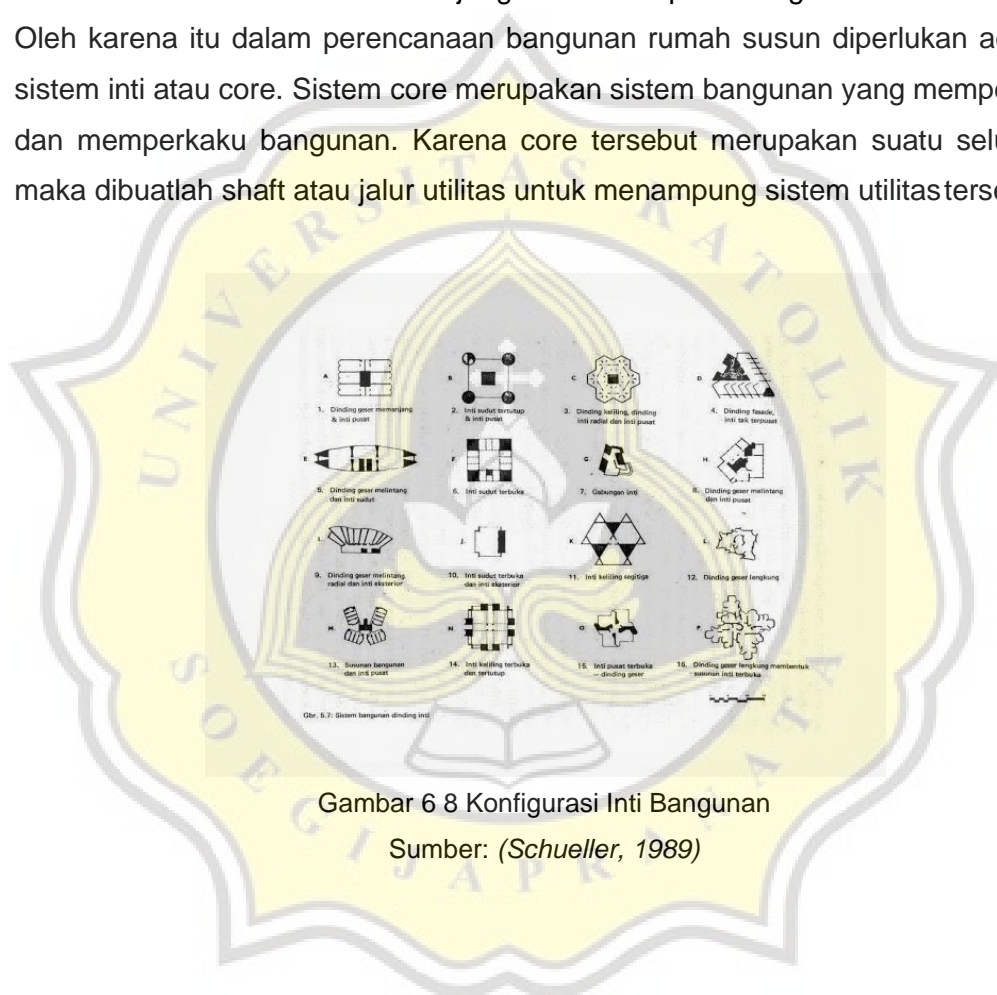 Oleh karena itu dalam perencanaan bangunan rumah susun diperlukan
sistem inti atau core. Sistem core merupakan sistem bangunan yang
dan memperkaku bangunan. Karena core tersebut merupakan suatu
maka dibuatlah shaft atau jalur utilitas untuk menampung sistem utilitas
UNIVERSITAS KATOLIK
A.
1. Dinding geser memanjang
& inti pusat
B.
2. Inti sudut tertutup
& inti pusat
C.
3. Dinding keliling, dinding
inti radial dan inti pusat
D.
4. Dinding fasade,
inti tak terpusat
E.
5. Dinding geser melintang
dan inti sudut
F.
6. Inti sudut terbuka
G.
7. Gabungan inti
H.
8. Dinding geser melintang
dan inti pusat
I.
9. Dinding geser melintang
radial dan inti eksterior
J.
10. Inti sudut terbuka
dan inti eksterior
K.
11. Inti keliling segitiga
L.
12. Dinding geser lengkung
M.
13. Susunan bangunan
dan inti pusat
N.
14. Inti keliling terbuka
dan tertutup
O.
15. Inti pusat terbuka
— dinding geser
P.
16. Dinding geser lengkung membentuk
susunan inti terbuka
Gbr. 5.7: Sistem bangunan dinding inti
SOEGIJAPRANATA
Gambar 6 8 Konfigurasi Inti Bangunan
Sumber: (Schueller, 1989)